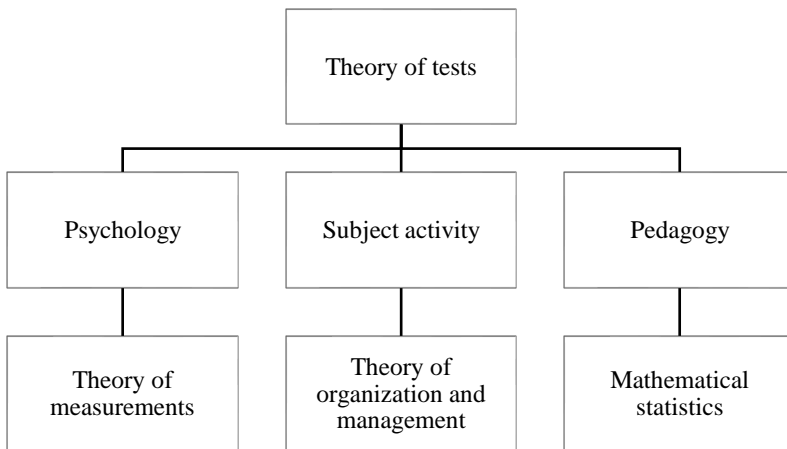 Theory of tests
Psychology
Subject activity
Pedagogy
Theory of
measurements
Theory of
organization and
management
Mathematical
statistics